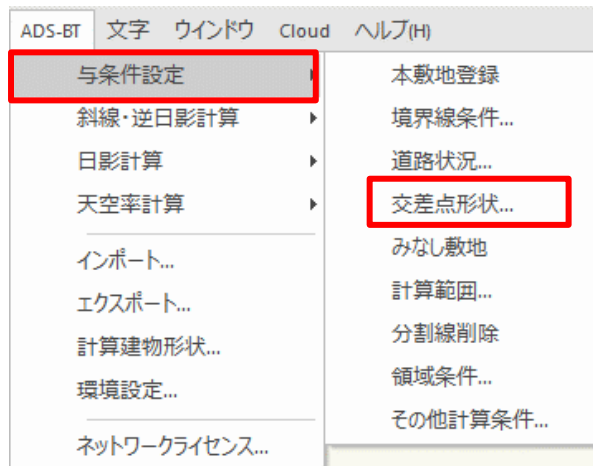 ADS-BT 文字 ウインドウ Cloud ヘルプ(H)
与条件設定
斜線・逆日影計算
日影計算
天空率計算
インポート...
エクスポート...
計算建物形状...
環境設定...
ネットワークライセンス...
本敷地登録
境界線条件...
道路状況...
交差点形状...
みなし敷地
計算範囲...
分割線削除
領域条件...
その他計算条件...